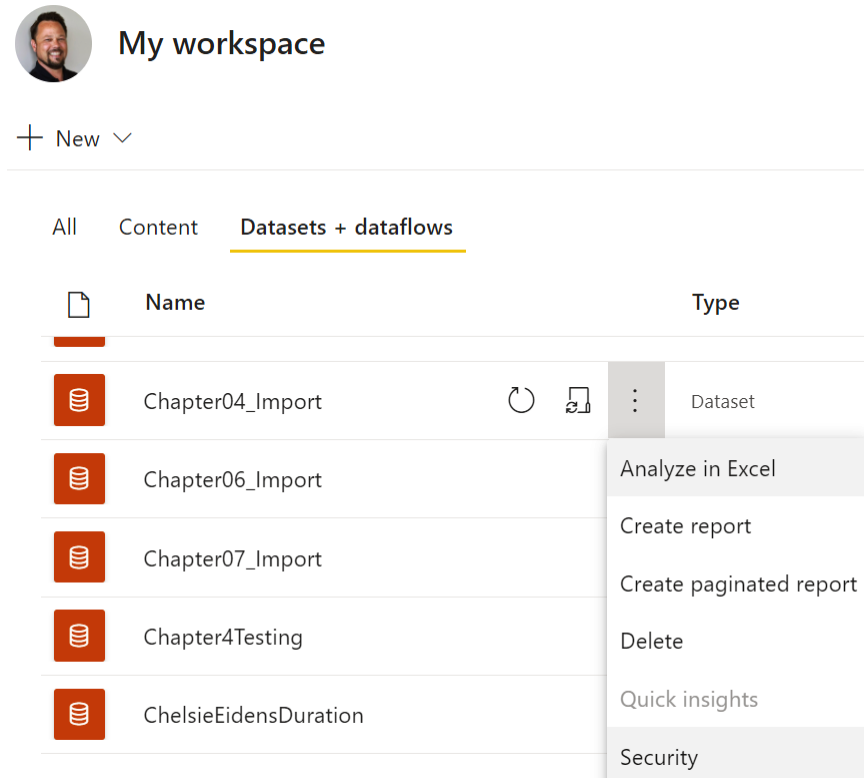 My workspace
New
All Content Datasets + dataflows
Name Type
Chapter04_Import Dataset
Analyze in Excel
Chapter06_Import
Create report
Chapter07_Import
Create paginated report
Chapter4Testing
Delete
Quick insights
ChelsieEidensDuration
Security